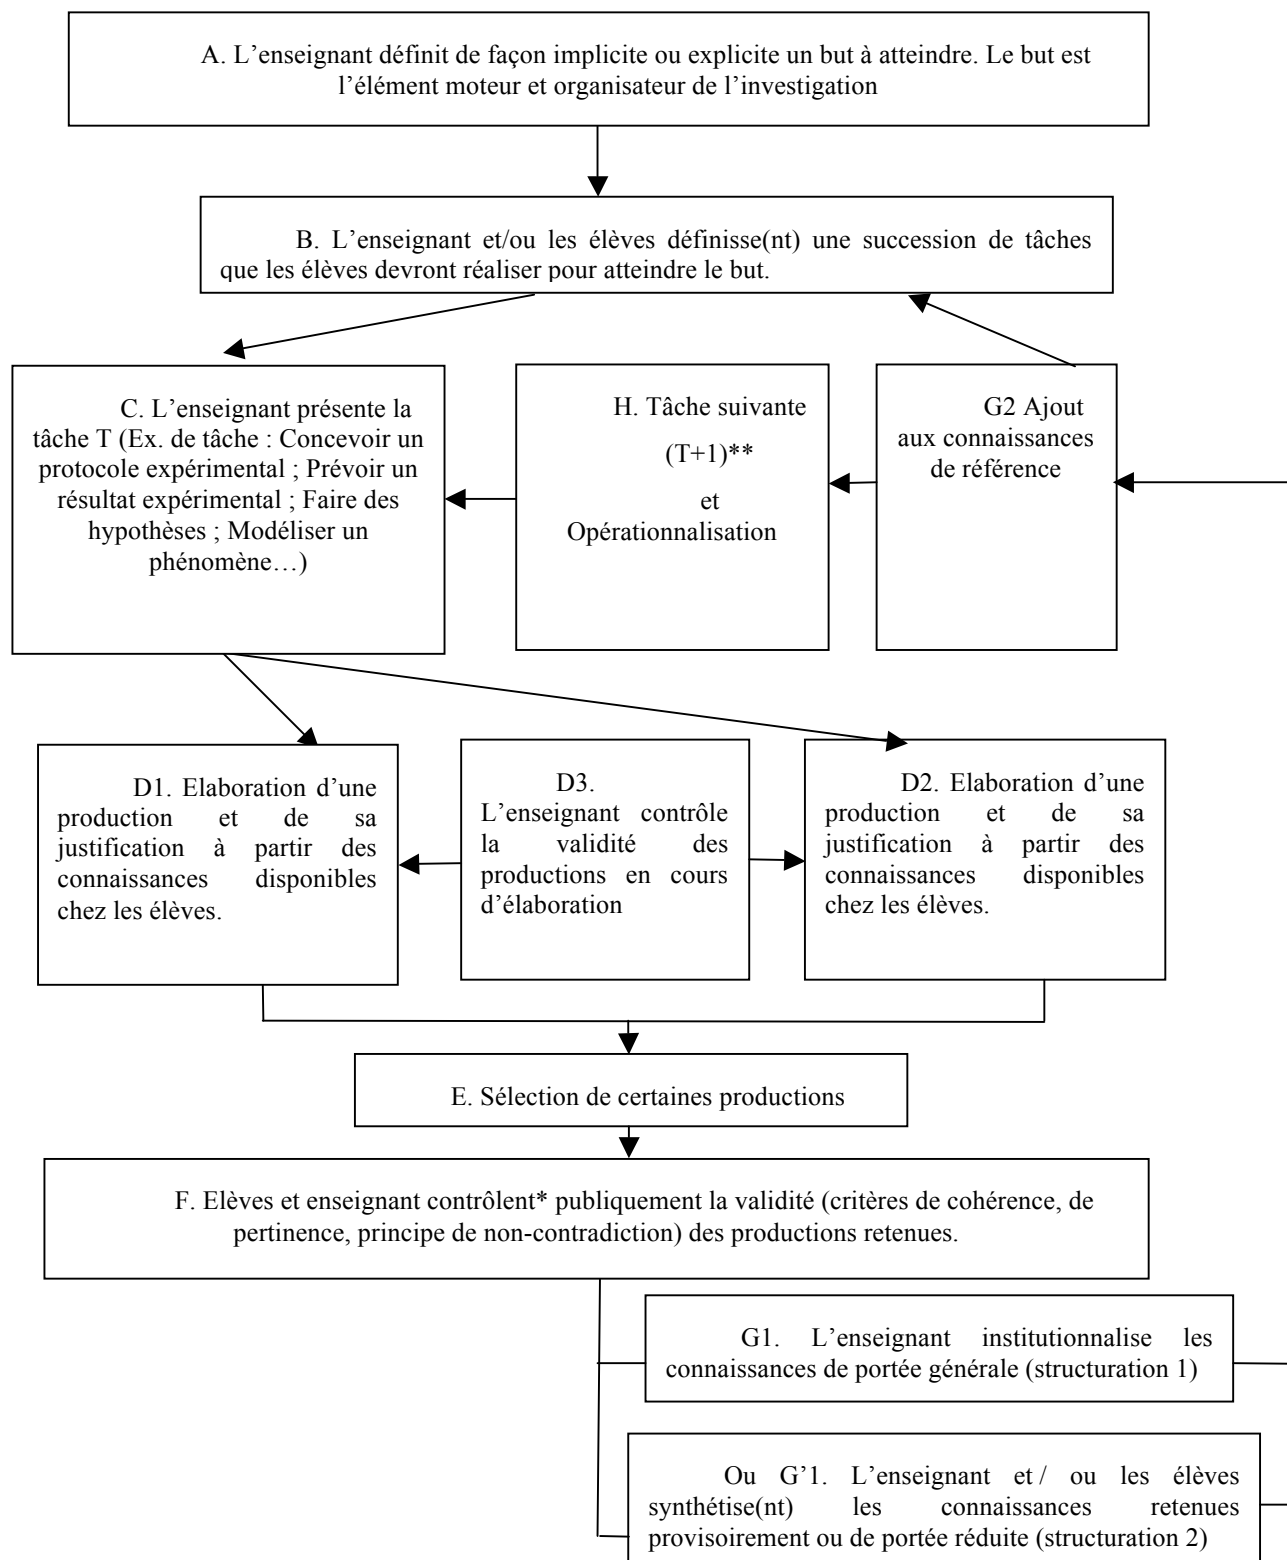 A. L’enseignant définit de façon implicite ou explicite un but à atteindre. Le but est
l’élément moteur et organisateur de l’investigation
B. L’enseignant et/ou les élèves définisse(nt) une succession de tâches
que les élèves devront réaliser pour atteindre le but.
C. L’enseignant présente la
tâche T (Ex. de tâche : Concevoir un
protocole expérimental ; Prévoir un
résultat expérimental ; Faire des
hypothèses ; Modéliser un
phénomène…)
H. Tâche suivante
(T+1)**
et
Opérationnalisation
G2 Ajout
aux connaissances
de référence
D1. Elaboration d’une
production et de sa
justification à partir des
connaissances disponibles
chez les élèves.
D3.
L’enseignant contrôle
la validité des
productions en cours
d’élaboration
D2. Elaboration d’une
production et de sa
justification à partir des
connaissances disponibles
chez les élèves.
E. Sélection de certaines productions
F. Elèves et enseignant contrôlent* publiquement la validité (critères de cohérence, de
pertinence, principe de non-contradiction) des productions retenues.
G1. L’enseignant institutionnalise les
connaissances de portée générale (structuration 1)
Ou G’1. L’enseignant et / ou les élèves
synthétise(nt) les connaissances retenues
provisoirement ou de portée réduite (structuration 2)